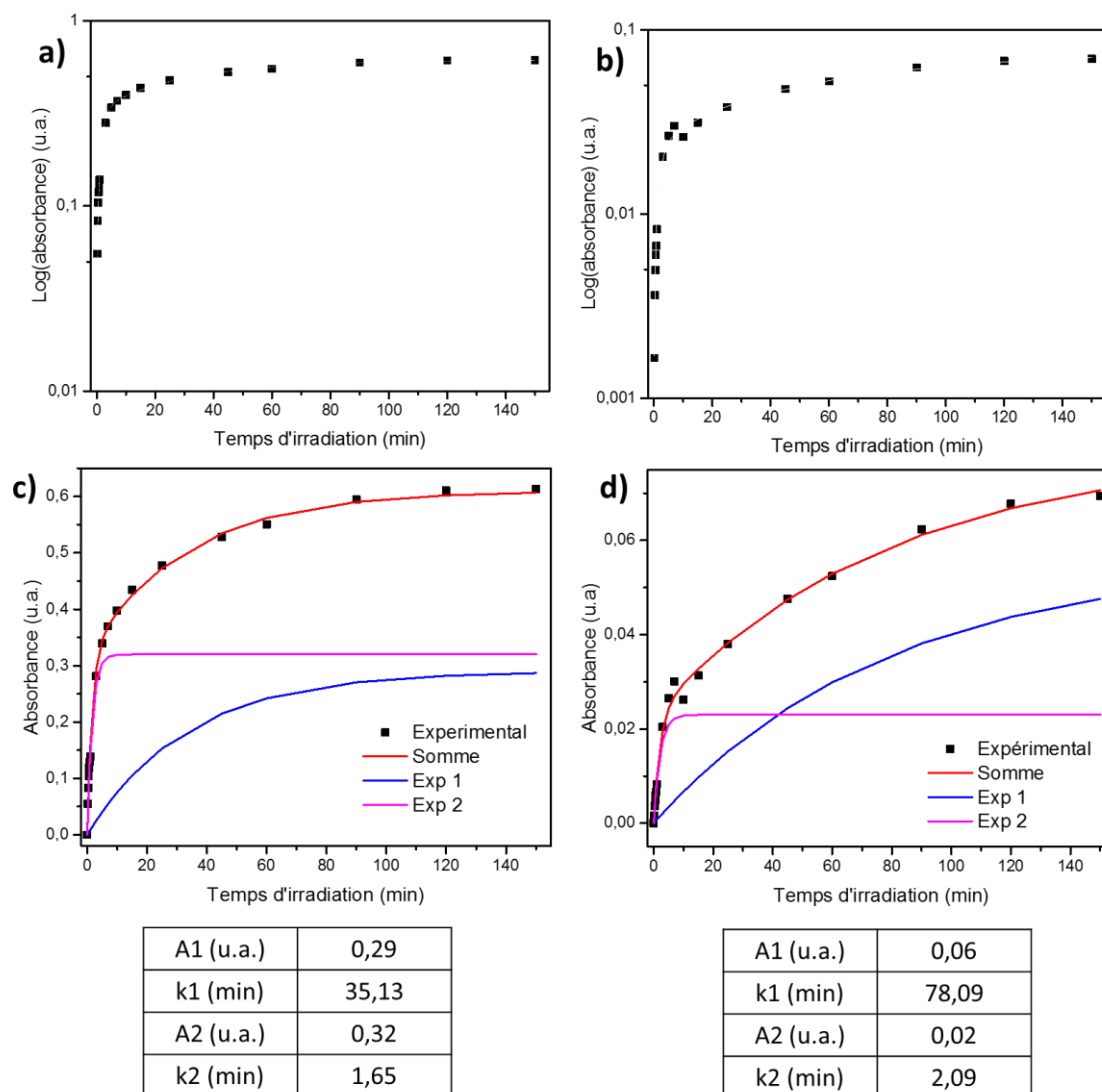 a)
1
0,1
0,01
Log(absorbance) (u.a.)
0 20 40 60 80 100 120 140
Temps d'irradiation (min)
b)
0,1
0,01
0,001
Log(absorbance) (u.a.)
0 20 40 60 80 100 120 140
Temps d'irradiation (min)
c)
0,6
0,5
0,4
0,3
0,2
0,1
0,0
Absorbance (u.a.)
Experimental
Somme
Exp 1
Exp 2
0 20 40 60 80 100 120 140
Temps d'irradiation (min)
d)
0,06
0,04
0,02
0,00
Absorbance (u.a)
Expérimental
Somme
Exp 1
Exp 2
0 20 40 60 80 100 120 140
Temps d'irradiation (min)
A1 (u.a.) 0,29
k1 (min) 35,13
A2 (u.a.) 0,32
k2 (min) 1,65
A1 (u.a.) 0,06
k1 (min) 78,09
A2 (u.a.) 0,02
k2 (min) 2,09